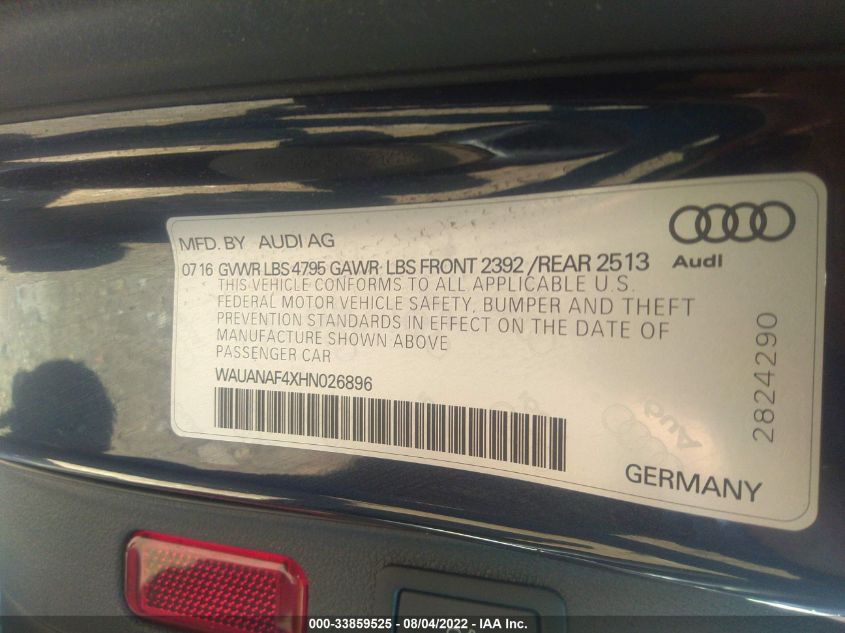 MFD. BY AUDI AG
Audi
07 16 GVWR LBS 4795 GAWR LBS FRONT 2392 /REAR 2513
THIS VEHICLE CONFORMS TO ALL APPLICABLE U.S.
FEDERAL MOTOR VEHICLE SAFETY, BUMPER AND THEFT
PREVENTION STANDARDS IN EFFECT ON THE DATE OF
MANUFACTURE SHOWN ABOVE
PASSENGER CAR
WAUANAF4XHN026896
2824290
Audi
GERMANY
000-33859525 - 08/04/2022 - IAA Inc.